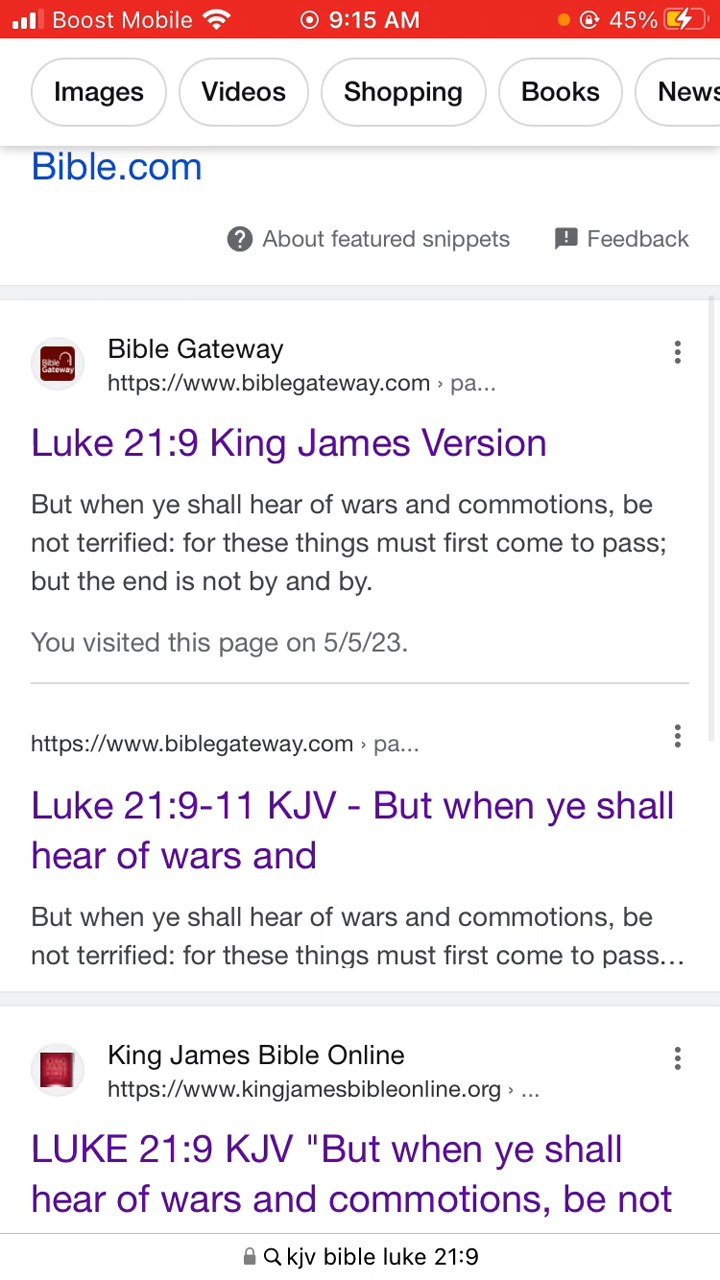 Boost Mobile 9:15 AM 45%
Images Videos Shopping Books News
Bible.com
About featured snippets Feedback
Bible Gateway
https://www.biblegateway.com › pa...
Luke 21:9 King James Version
But when ye shall hear of wars and commotions, be
not terrified: for these things must first come to pass;
but the end is not by and by.
You visited this page on 5/5/23.
https://www.biblegateway.com › pa...
Luke 21:9-11 KJV - But when ye shall
hear of wars and
But when ye shall hear of wars and commotions, be
not terrified: for these things must first come to pass...
King James Bible Online
https://www.kingjamesbibleonline.org › ...
LUKE 21:9 KJV "But when ye shall
hear of wars and commotions, be not
kjv bible luke 21:9